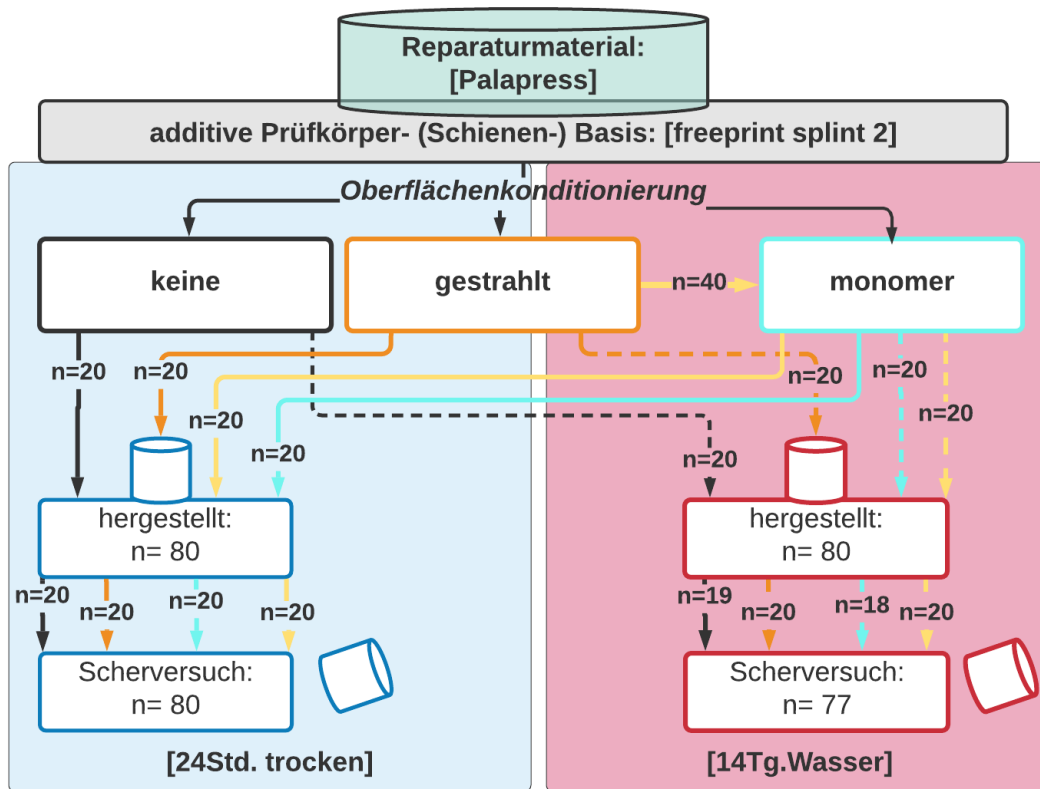 Reparaturmaterial:
[Palapress]
additive Prüfkörper- (Schienen-) Basis: [freeprint splint 2]
Oberflächenkonditionierung
keine
gestrahlt
n=40
monomer
n=20
n=20
n=20
n=20
n=20
n=20
n=20
n=20
hergestellt:
n= 80
hergestellt:
n= 80
n=20
n=20
n=20
n=20
n=19
n=20
n=18
n=20
Scherversuch:
n= 80
Scherversuch:
n= 77
[24Std. trocken]
[14Tg.Wasser]